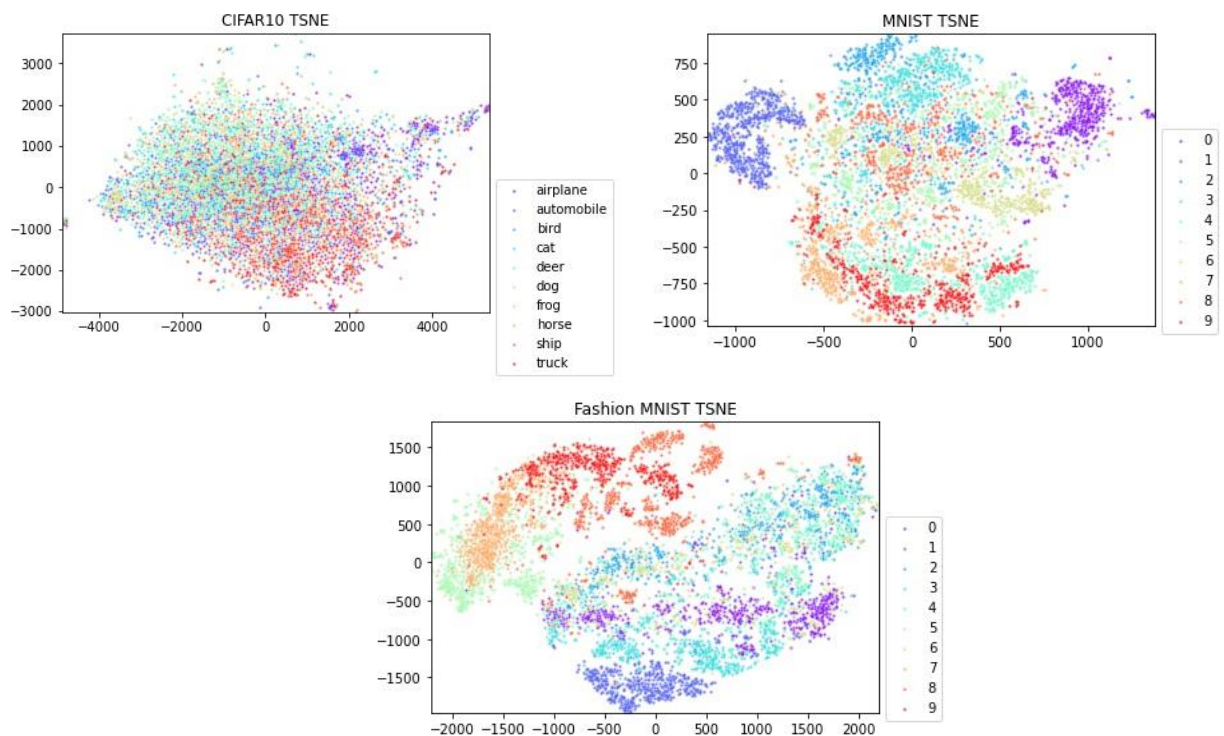 CIFAR10 TSNE
3000
2000
1000
0
−1000
−2000
−3000
−4000 −2000 0 2000 4000
airplane
automobile
bird
cat
deer
dog
frog
horse
ship
truck
MNIST TSNE
750
500
250
0
−250
−500
−750
−1000
−1000 −500 0 500 1000
0
1
2
3
4
5
6
7
8
9
Fashion MNIST TSNE
1500
1000
500
0
−500
−1000
−1500
−2000 −1500 −1000 −500 0 500 1000 1500 2000
0
1
2
3
4
5
6
7
8
9